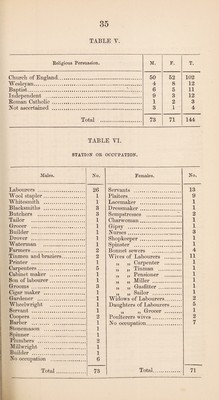 35
TABLE V.
Religious Persuasion. M. F. T.
Church of England 50 52 102
Wesleyan 4 8 12
Baptist 6 5 11
Independent 9 3 12
Roman Catholic 1 2 3
Not ascertained 3 1 4
Total 73 71 144
TABLE VI.
STATION OR OCCUPATION.
Males. No. Females. No.
Labourers 26 Servants 13
Wool stapler 1 Plaiters 9
Whitesmith 1 Lacemaker 1
Blacksmiths 3 Dressmaker 1
Butchers 3 Sempstresses 2
Tailor 1 Charwoman 1
Grocer 1 Gipsy 1
Builder 1 Nurses 3
Drover 1 Shopkeeper 1
Waterman 1 Spinster 1
Farmers 2 Bonnet sewers 4
Tinmen and braziers 2 Wives of Labourers 11
Painter 1 „ „ Carpenter 1
Carpenters 5 „ „ Tinman 1
Cabinet maker 1 „ „ Pensioner 1
Son of labourer 1 „ „ Miller 1
Grooms 3 „ „ Gasfitter 1
Cigar maker 1 „ „ Sailor 1
Gardener 1 Widows of Labourers 2
Wheelwright 1 Daughters of Labourers 5
Servant 1 „ „ Grocer 1
Coopers 2 Poulterers wives 2
Barber 1 No occupation 7
Stonemason 1
Spinner 1
Plumbers 2
Millwright 1
Builder 1
No occupation 6
Total 73 Total 71